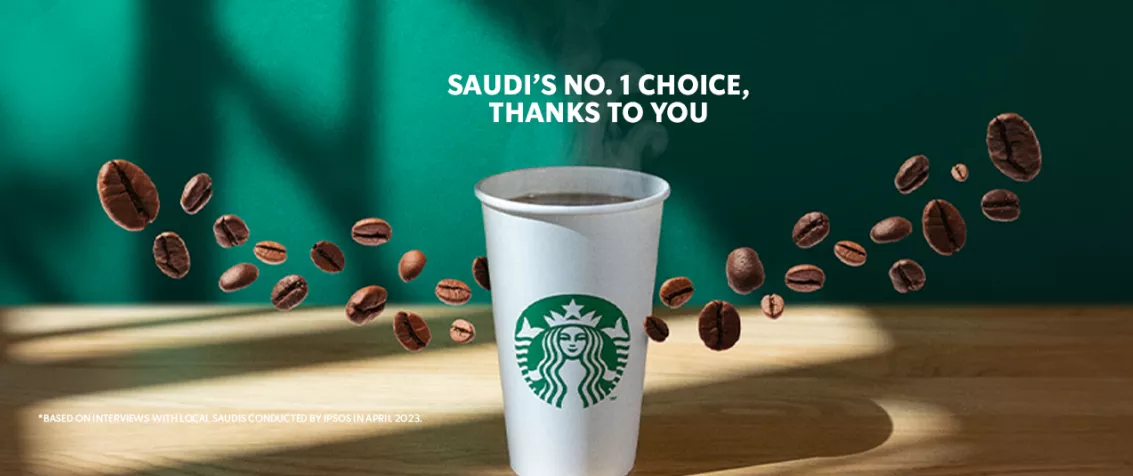 SAUDI'S NO. 1 CHOICE,
THANKS TO YOU
*BASED ON INTERVIEWS WITH LOCAL SAUDIS CONDUCTED BY IPSOS IN APRIL 2023.